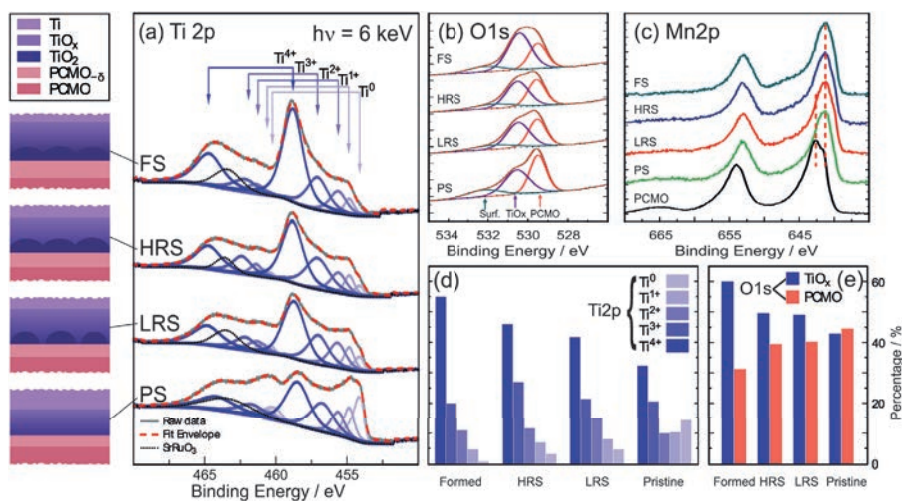 Ti
TiOx
TiO2
PCMO-δ
PCMO
FS
HRS
LRS
PS
(a) Ti 2p
hν = 6 keV
Ti4+
Ti3+
Ti2+
Ti1+
Ti0
Raw data
Fit Envelope
SrRuO3
465 460 455
Binding Energy / eV
(b) O1s
FS
HRS
LRS
PS
Surf. TiOx PCMO
534 532 530 528
Binding Energy / eV
(c) Mn2p
FS
HRS
LRS
PS
PCMO
665 655 645
Binding Energy / eV
(d)
Ti2p
Ti0
Ti1+
Ti2+
Ti3+
Ti4+
Formed HRS LRS Pristine
(e)
O1s
TiOx
PCMO
60
40
20
0
Percentage / %
Formed HRS LRS Pristine